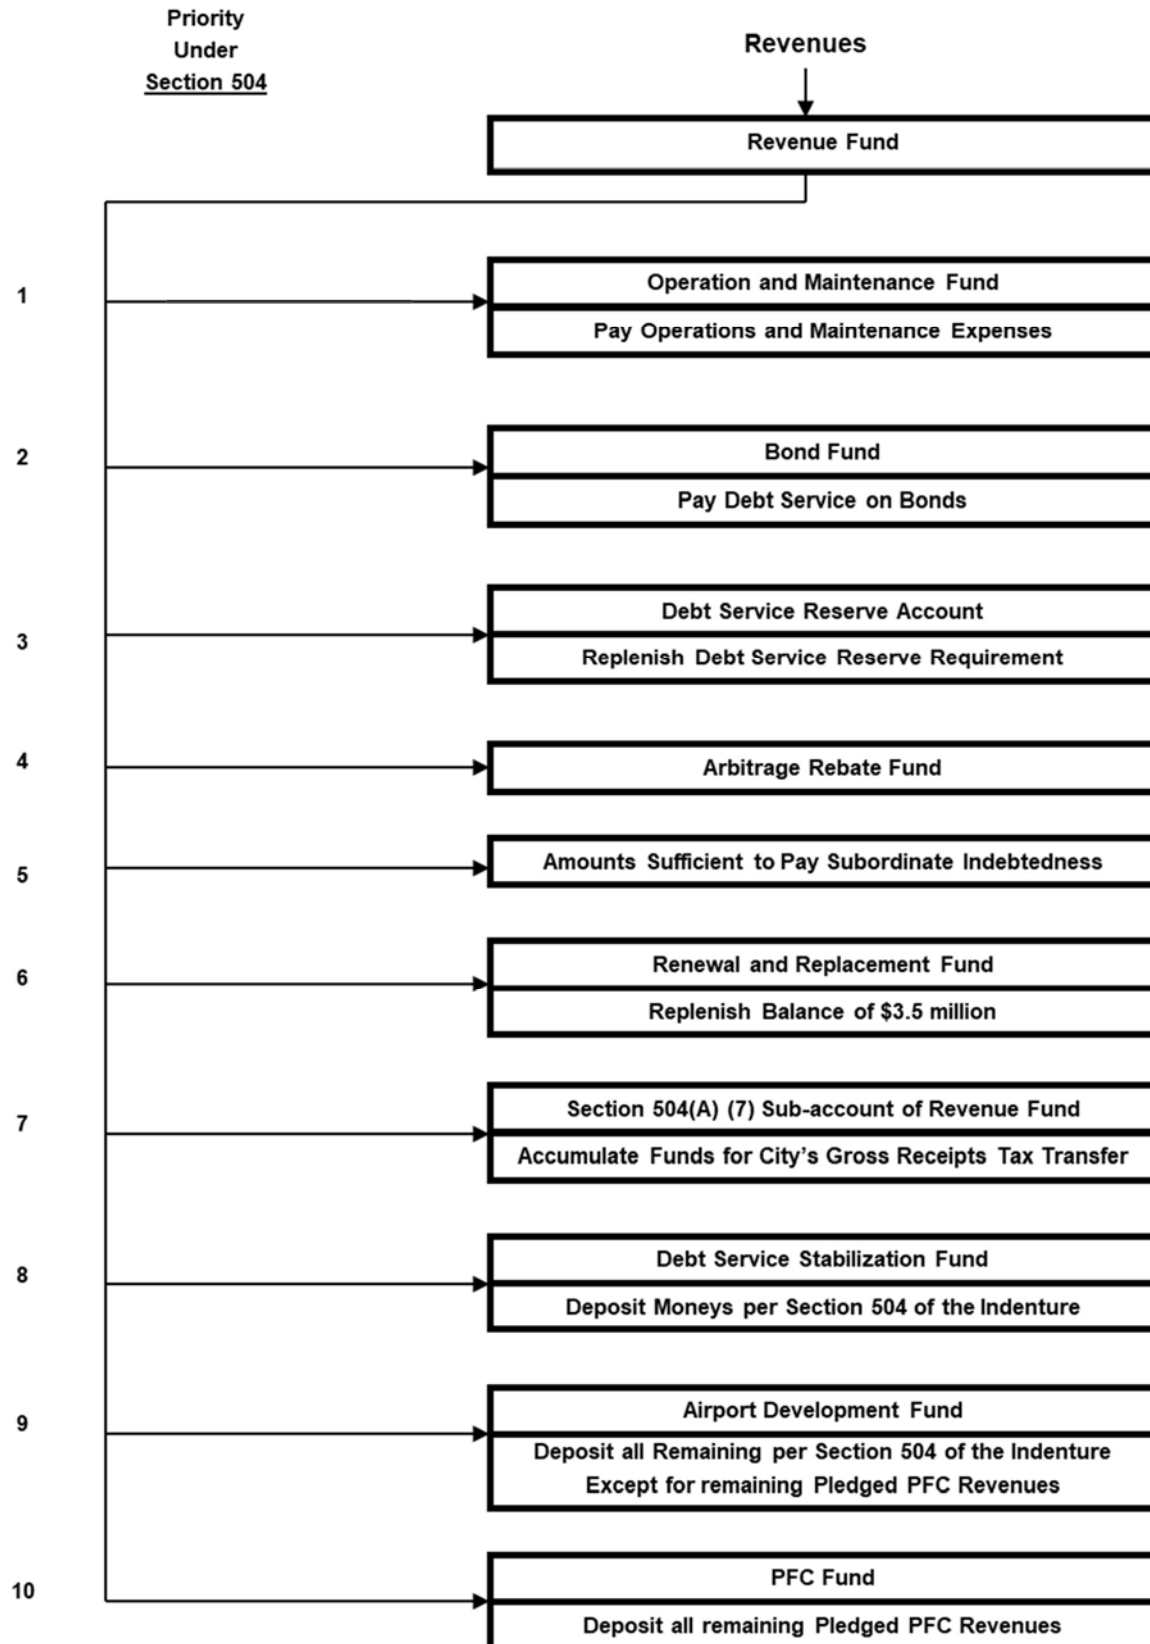 Priority
Under
Section 504
Revenues
Revenue Fund
1
Operation and Maintenance Fund
Pay Operations and Maintenance Expenses
2
Bond Fund
Pay Debt Service on Bonds
3
Debt Service Reserve Account
Replenish Debt Service Reserve Requirement
4
Arbitrage Rebate Fund
5
Amounts Sufficient to Pay Subordinate Indebtedness
6
Renewal and Replacement Fund
Replenish Balance of $3.5 million
7
Section 504(A) (7) Sub-account of Revenue Fund
Accumulate Funds for City's Gross Receipts Tax Transfer
8
Debt Service Stabilization Fund
Deposit Moneys per Section 504 of the Indenture
9
Airport Development Fund
Deposit all Remaining per Section 504 of the Indenture
Except for remaining Pledged PFC Revenues
10
PFC Fund
Deposit all remaining Pledged PFC Revenues